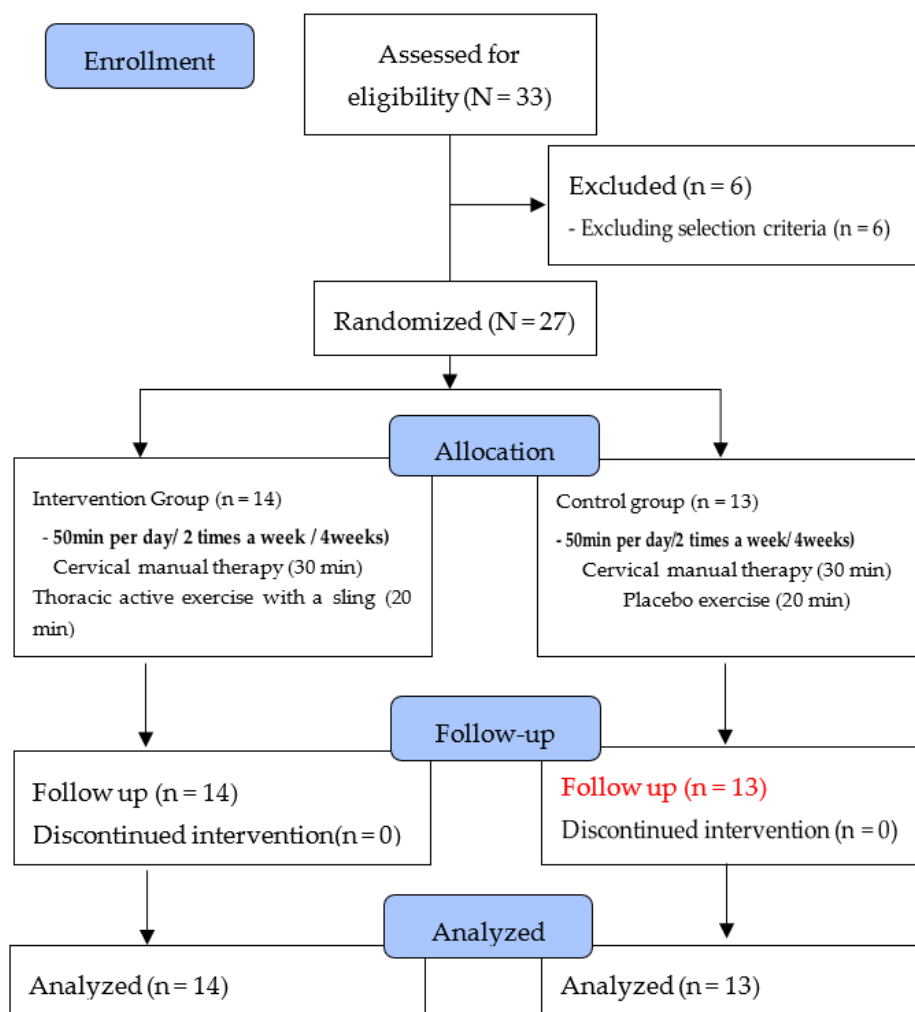 Enrollment
Assessed for
eligibility (N = 33)
Excluded (n = 6)
- Excluding selection criteria (n = 6)
Randomized (N = 27)
Allocation
Intervention Group (n = 14)
- 50min per day/ 2 times a week / 4weeks)
Cervical manual therapy (30 min)
Thoracic active exercise with a sling (20
min)
Control group (n = 13)
- 50min per day/2 times a week/ 4weeks)
Cervical manual therapy (30 min)
Placebo exercise (20 min)
Follow-up
Follow up (n = 14)
Discontinued intervention(n = 0)
Follow up (n = 13)
Discontinued intervention (n = 0)
Analyzed
Analyzed (n = 14)
Analyzed (n = 13)